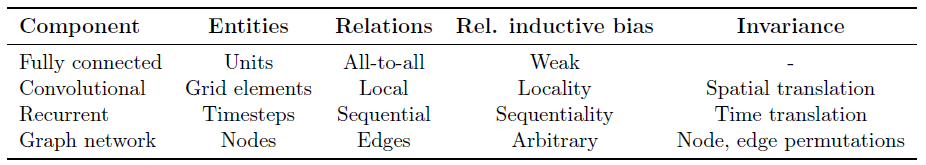 Component Entities Relations Rel. inductive bias Invariance
Fully connected Units All-to-all Weak -
Convolutional Grid elements Local Locality Spatial translation
Recurrent Timesteps Sequential Sequentiality Time translation
Graph network Nodes Edges Arbitrary Node, edge permutations